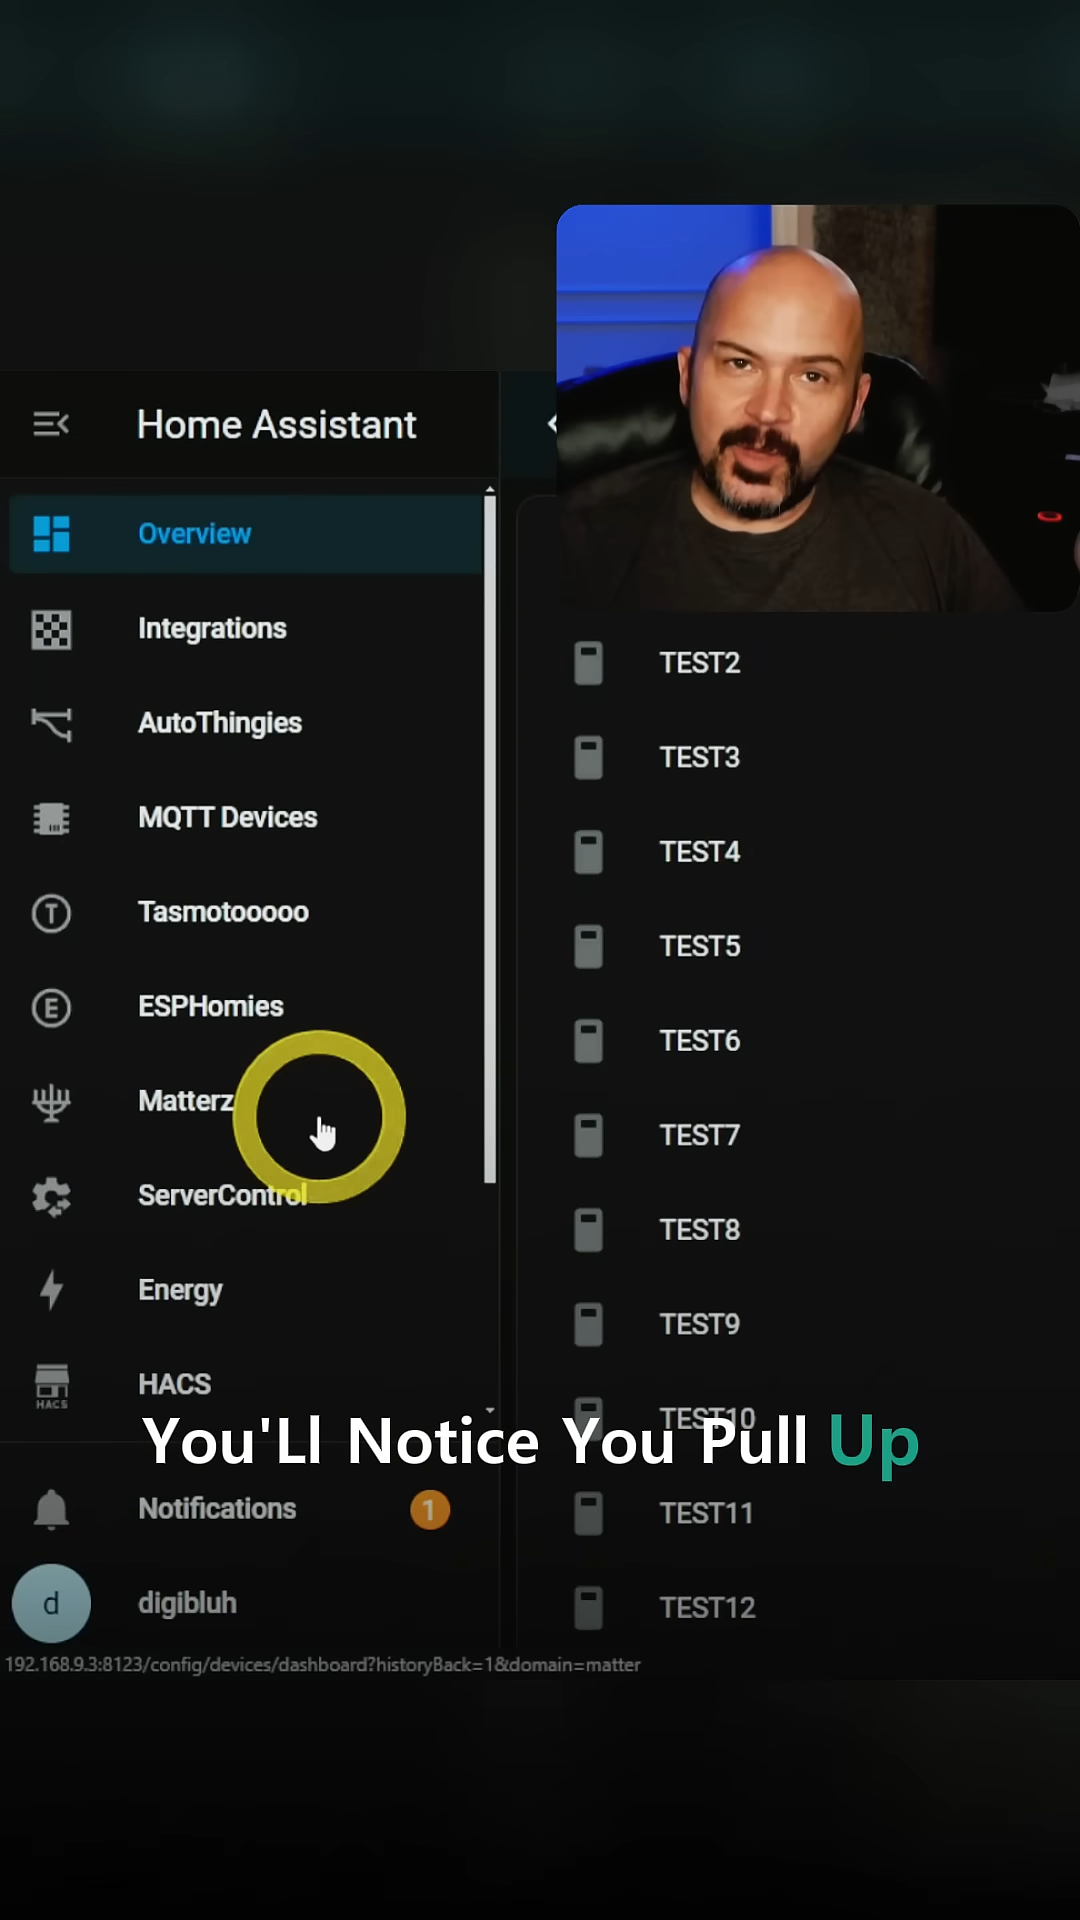 Home Assistant
Overview
Integrations
AutoThingies
MQTT Devices
Tasmotooooo
ESPHomies
Matterz
ServerControl
Energy
HACS
HACS
Notifications
1
d
digibluh
TEST2
TEST3
TEST4
TEST5
TEST6
TEST7
TEST8
TEST9
TEST10
TEST11
TEST12
You'Ll Notice You Pull Up
192.168.9.3:8123/config/devices/dashboard?historyBack=1&domain=matter